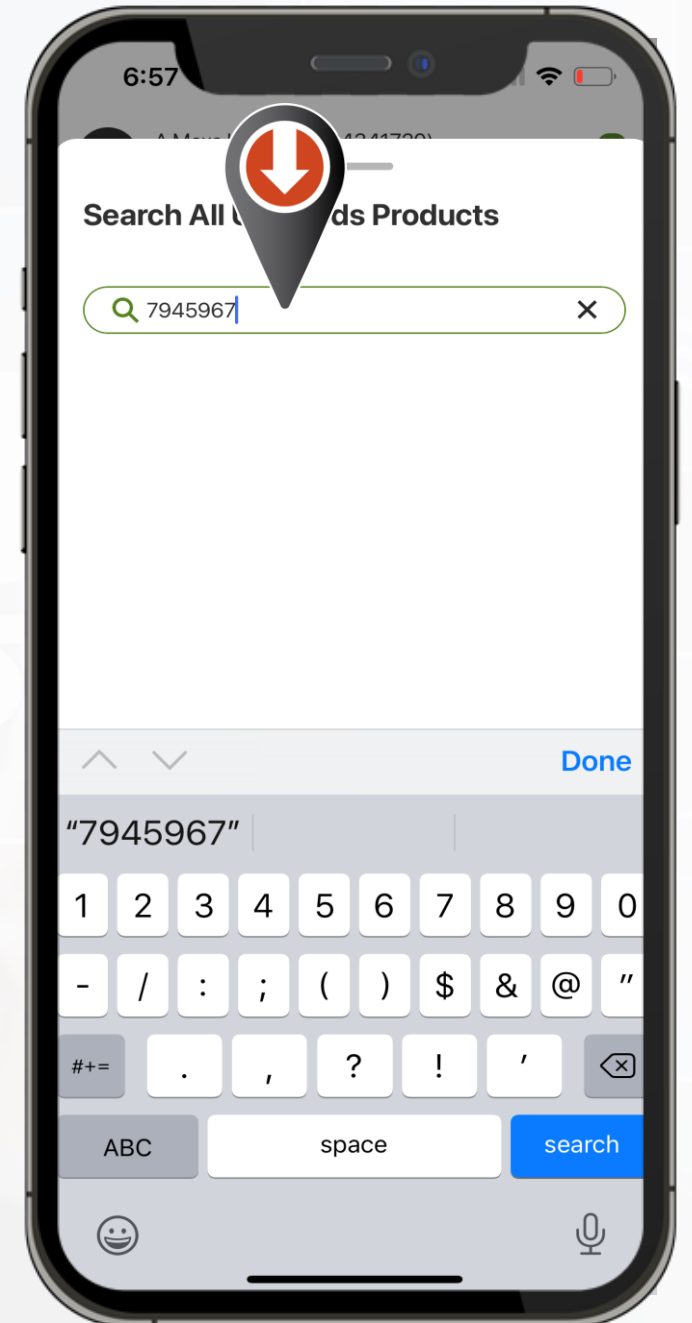 6:57
Search All ds Products
7945967
Done
"7945967"
1 2 3 4 5 6 7 8 9 0
- / : ; ( ) $ & @ "
#+= . , ? ! '
ABC space search